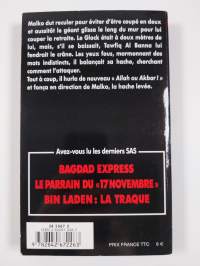 Malko dut reculer pour éviter d'être coupé en deux
et aussitôt le géant glissa le long du mur pour lui
couper la retraite. Le Glock était à deux mètres de
lui, mais, s'il se baissait, Tawfiq Al Banna lui
fendrait le crâne. Les yeux fous, marmonnant des
mots indistincts, il balançait sa hache, cherchant
comment l'attaquer.
Tout à coup, il hurla de nouveau « Allah ou Akbar ! »
et fonça en direction de Malko, la hache levée.
Avez-vous lu les derniers SAS
BAGDAD EXPRESS
LE PARRAIN DU «17 NOVEMBRE»
BIN LADEN : LA TRAQUE
9 782842 672263
PRIX FRANCE TTC
6 €